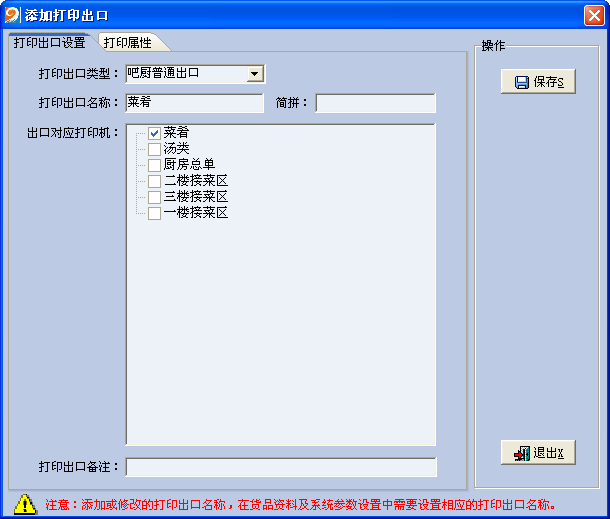 添加打印出口
打印出口设置 打印属性
操作
打印出口类型： 吧厨普通出口
保存S
打印出口名称： 菜肴 简拼：
出口对应打印机：
菜肴
汤类
厨房总单
二楼接菜区
三楼接菜区
一楼接菜区
退出X
打印出口备注：
注意：添加或修改的打印出口名称，在货品资料及系统参数设置中需要设置相应的打印出口名称。